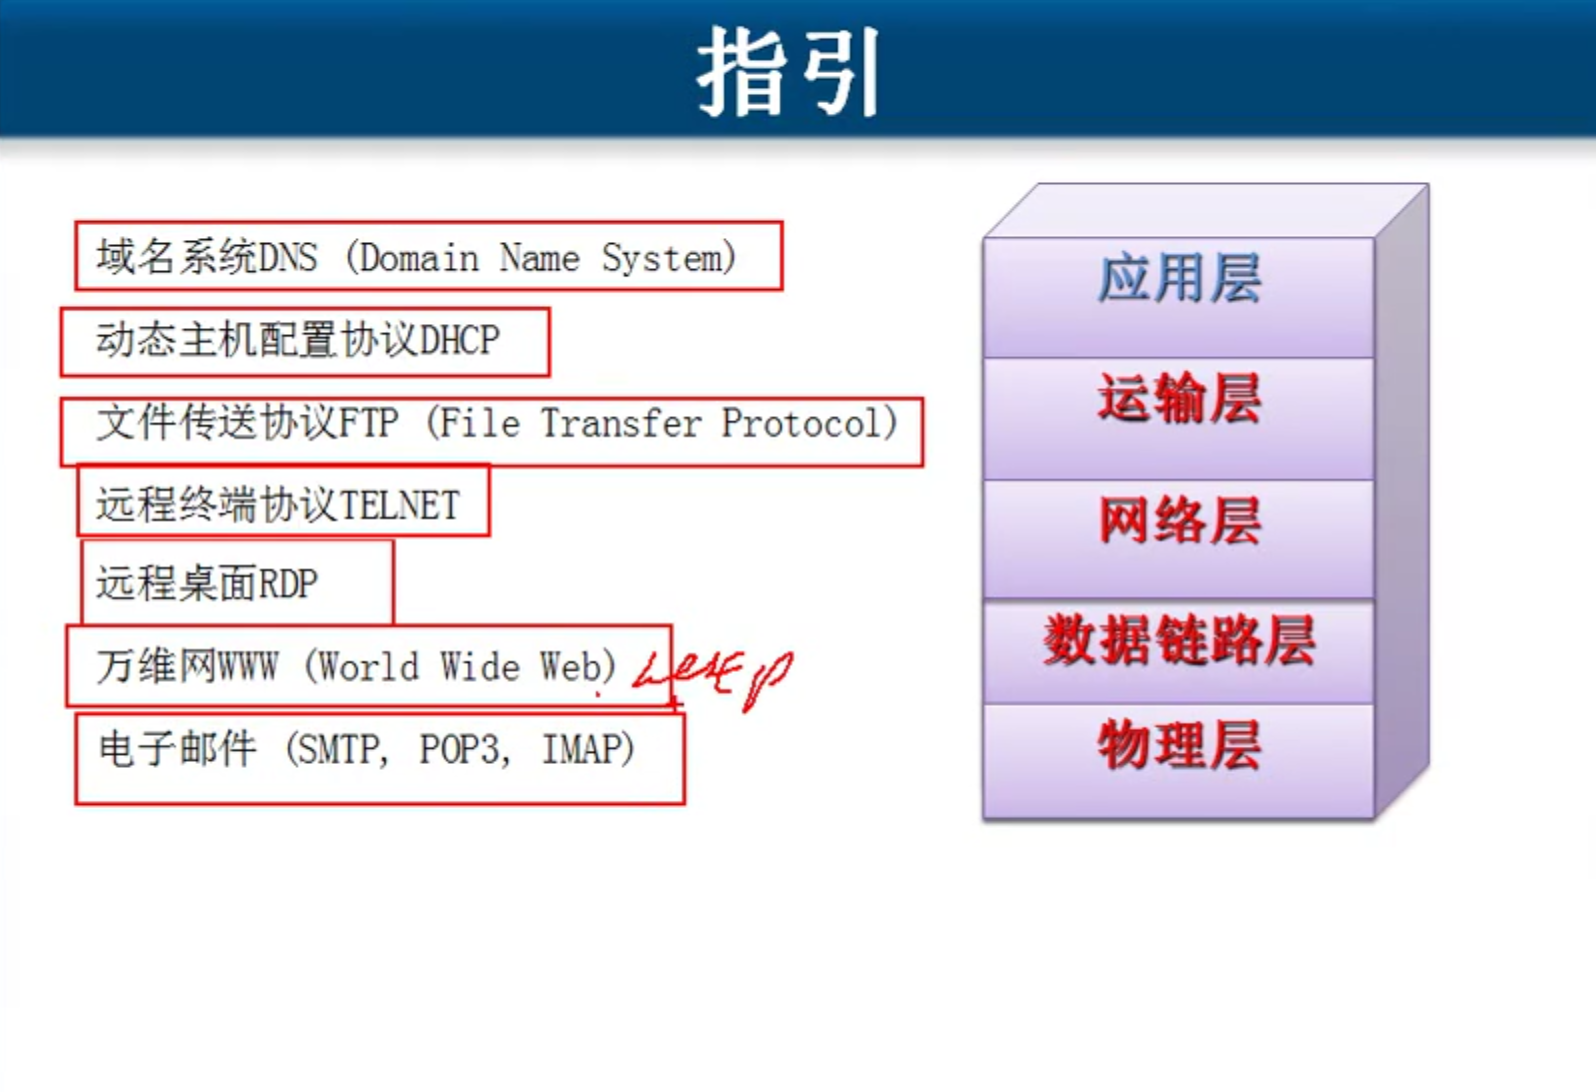 指引
域名系统DNS (Domain Name System)
动态主机配置协议DHCP
文件传送协议FTP (File Transfer Protocol)
远程终端协议TELNET
远程桌面RDP
万维网WWW (World Wide Web)
电子邮件 (SMTP, POP3, IMAP)
应用层
运输层
网络层
数据链路层
物理层